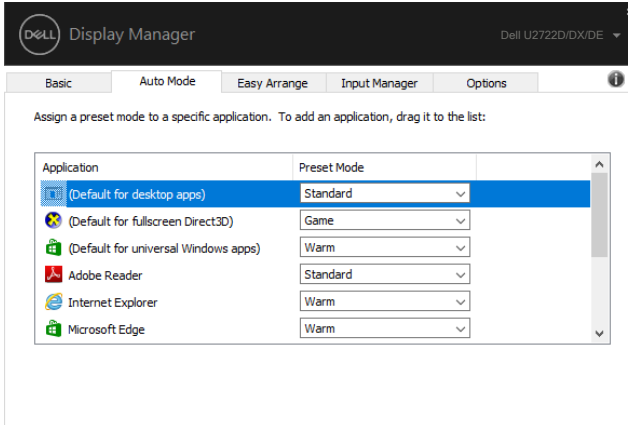 DELL Display Manager Dell U2722D/DX/DE
Basic Auto Mode Easy Arrange Input Manager Options
Assign a preset mode to a specific application. To add an application, drag it to the list:
Application Preset Mode
(Default for desktop apps) Standard
(Default for fullscreen Direct3D) Game
(Default for universal Windows apps) Warm
Adobe Reader Standard
Internet Explorer Warm
Microsoft Edge Warm